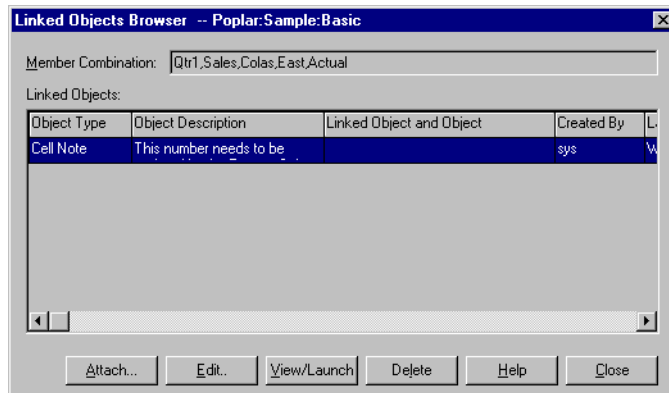 Linked Objects Browser -- Poplar:Sample:Basic
Member Combination: Qtr1,Sales,Colas,East,Actual
Linked Objects:
Object Type Object Description Linked Object and Object Created By
Cell Note This number needs to be sys
Attach... Edit.. View/Launch Delete Help Close